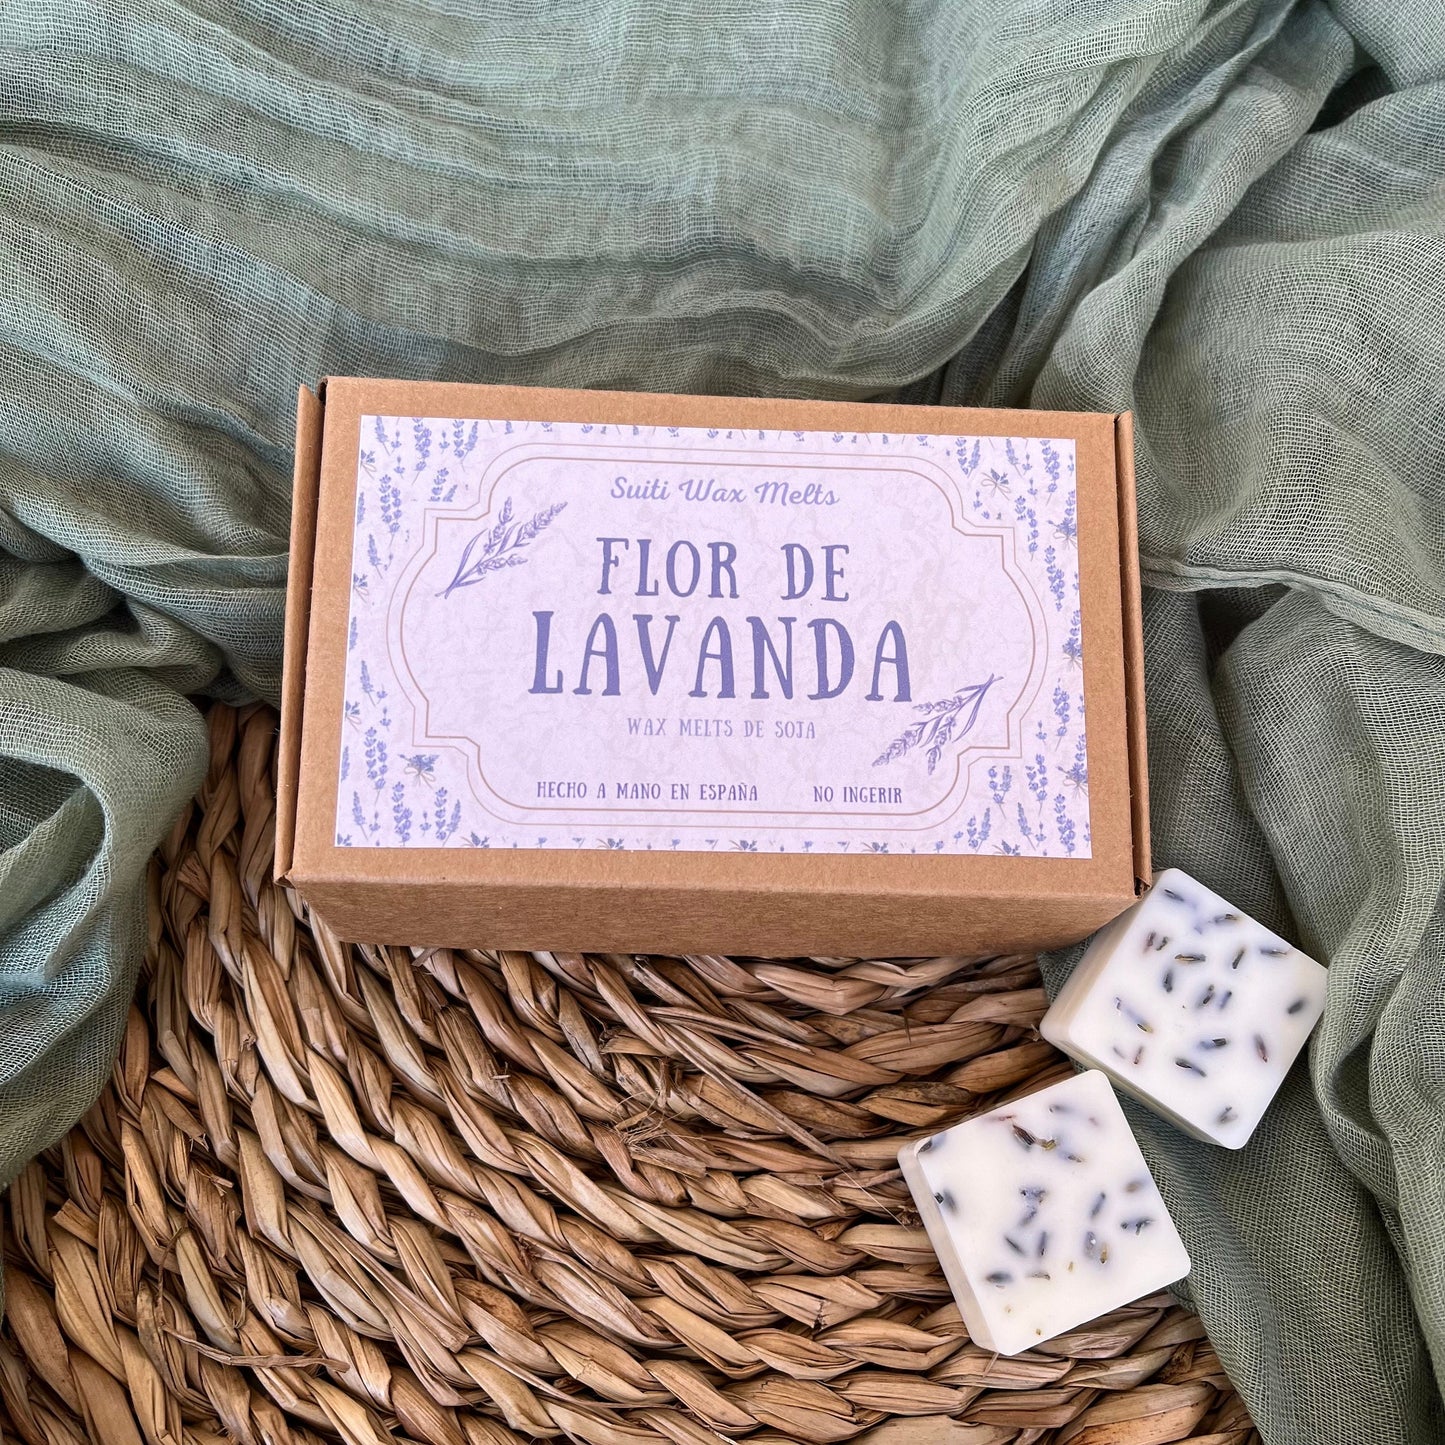 Suiti Wax Melts
FLOR DE
LAVANDA
WAX MELTS DE SOJA
HECHO A MANO EN ESPAÑA NO INGERIR